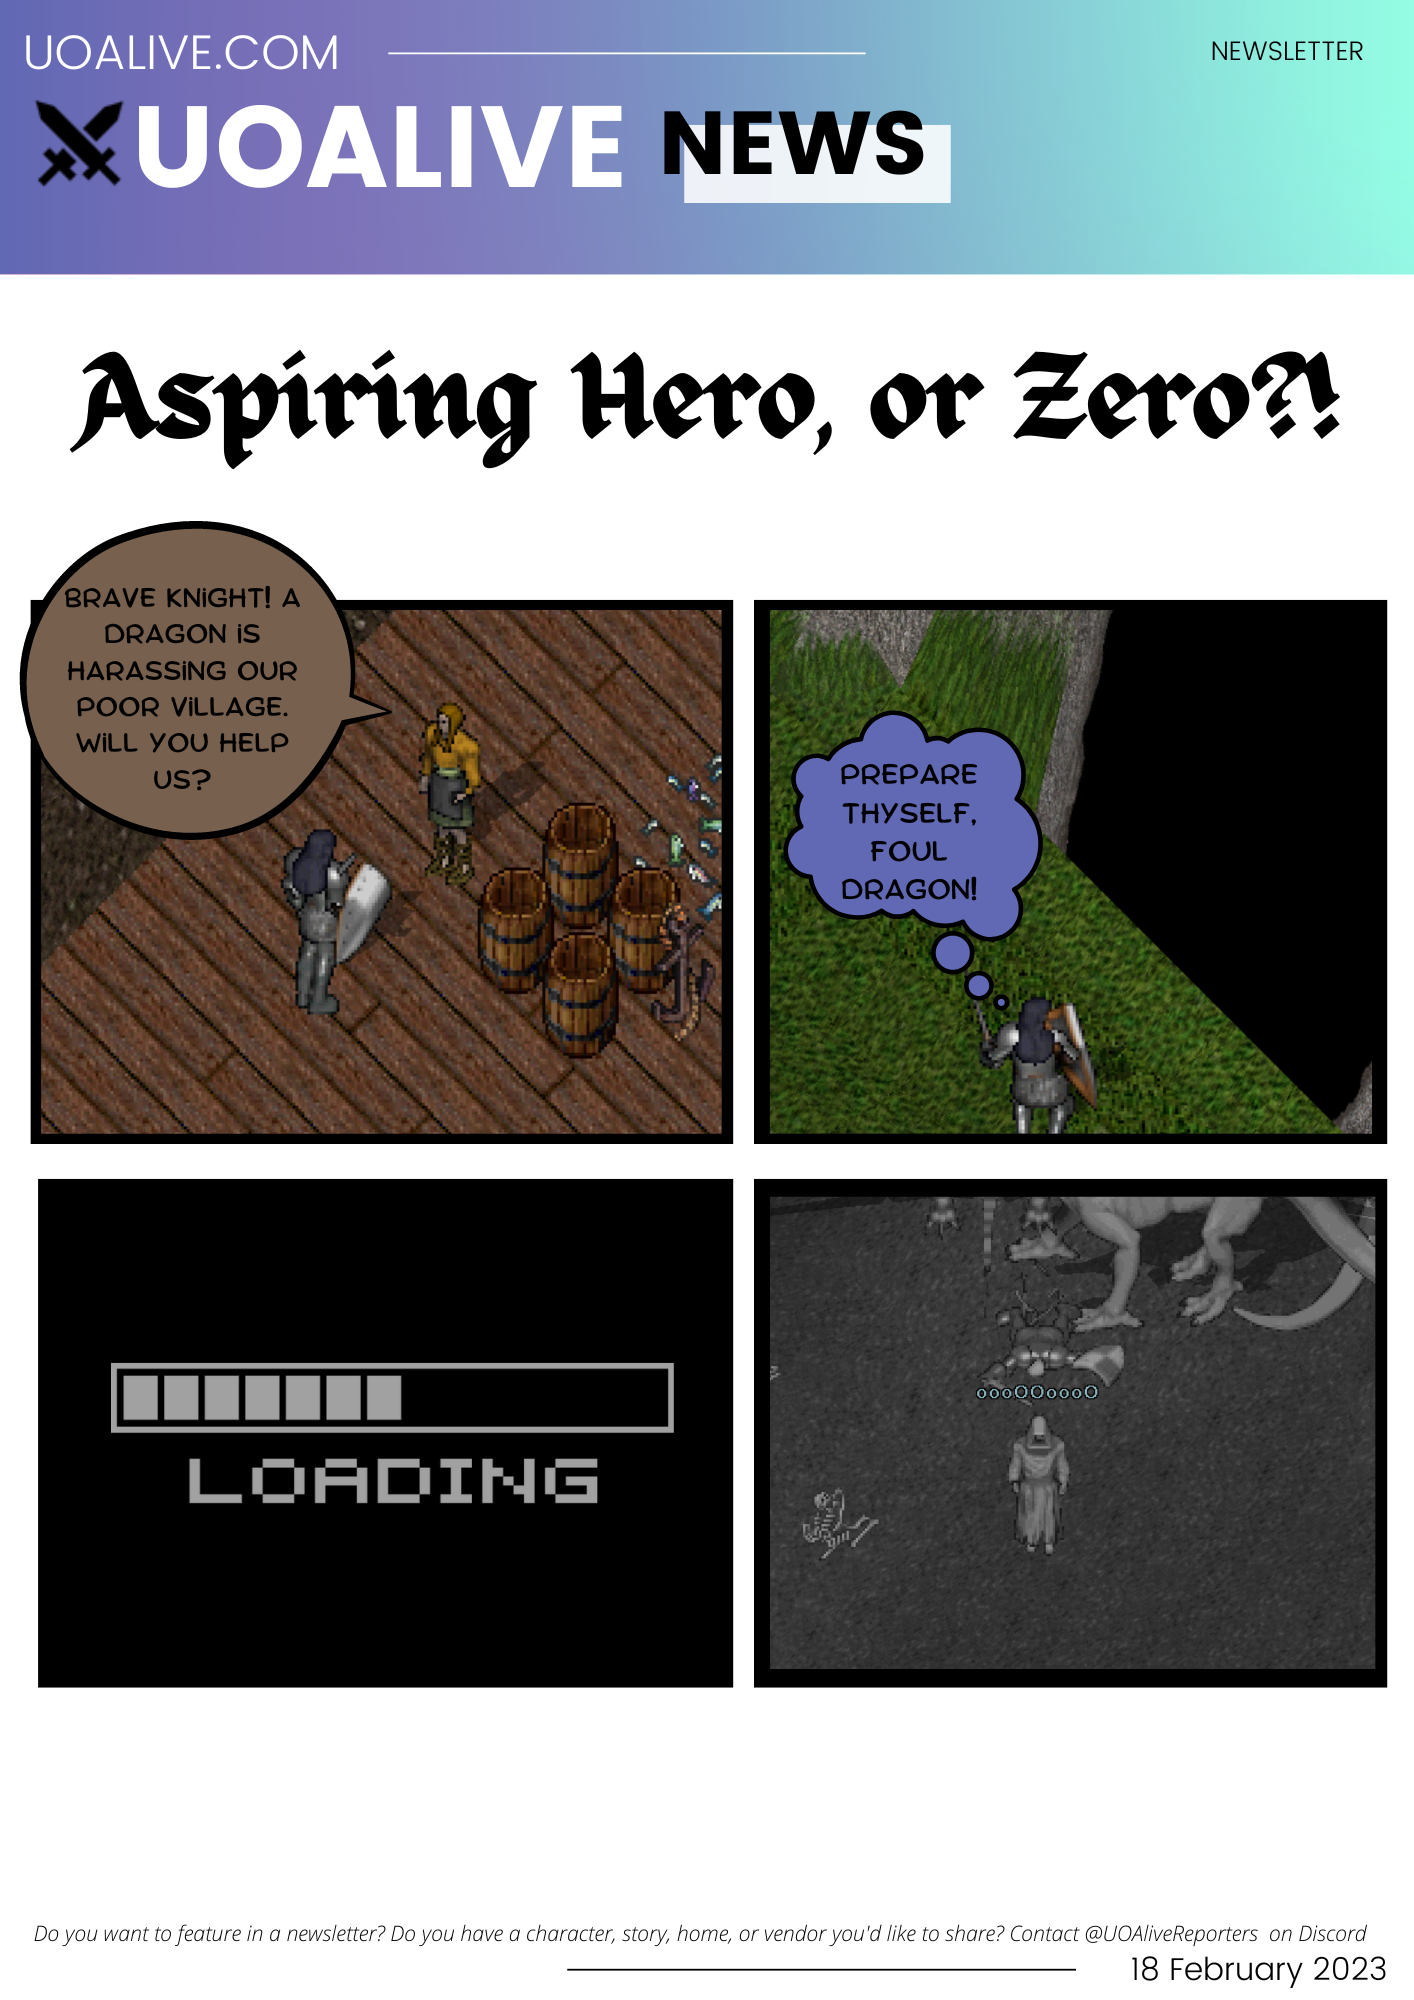 UOALIVE.COM
NEWSLETTER
UOALIVE NEWS
Aspiring Hero, or Zero?!
BRAVE KNiGHT! A
DRAGON iS
HARASSiNG OUR
POOR ViLLAGE.
WiLL YOU HELP
US?
PREPARE
THYSELF,
FOUL
DRAGON!
LOADING
oooOOoooO
Do you want to feature in a newsletter? Do you have a character, story, home, or vendor you'd like to share? Contact @UOAliveReporters on Discord
18 February 2023